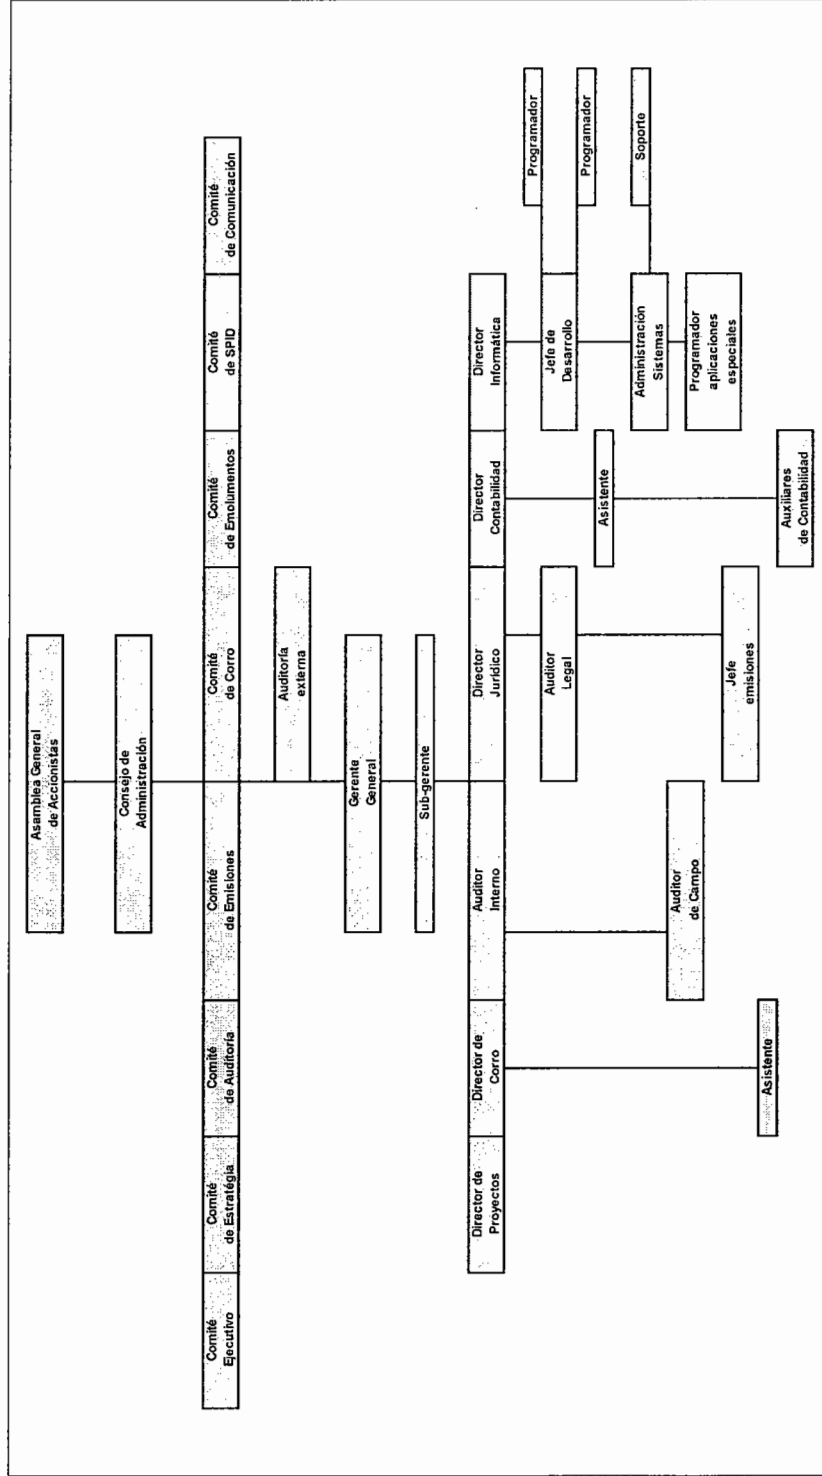 Asamblea General
de Accionistas
Consejo de
Administración
Comité
Ejecutivo
Comité
de Estratégia
Comité
de Auditoría
Comité
de Emisiones
Comité
de Corro
Comité
de Emolumentos
Comité
de SPID
Comité
de Comunicación
Auditoría
externa
Gerente
General
Sub-gerente
Director de
Proyectos
Director de
Corro
Auditor
Interno
Director
Jurídico
Director
Contabilidad
Director
Informática
Asistente
Auditor
de Campo
Auditor
Legal
Jefe
emisiones
Asistente
Auxiliares
de Contabilidad
Jefe de
Desarrollo
Programador
Programador
Administración
Sistemas
Soporte
Programador
aplicaciones
especiales